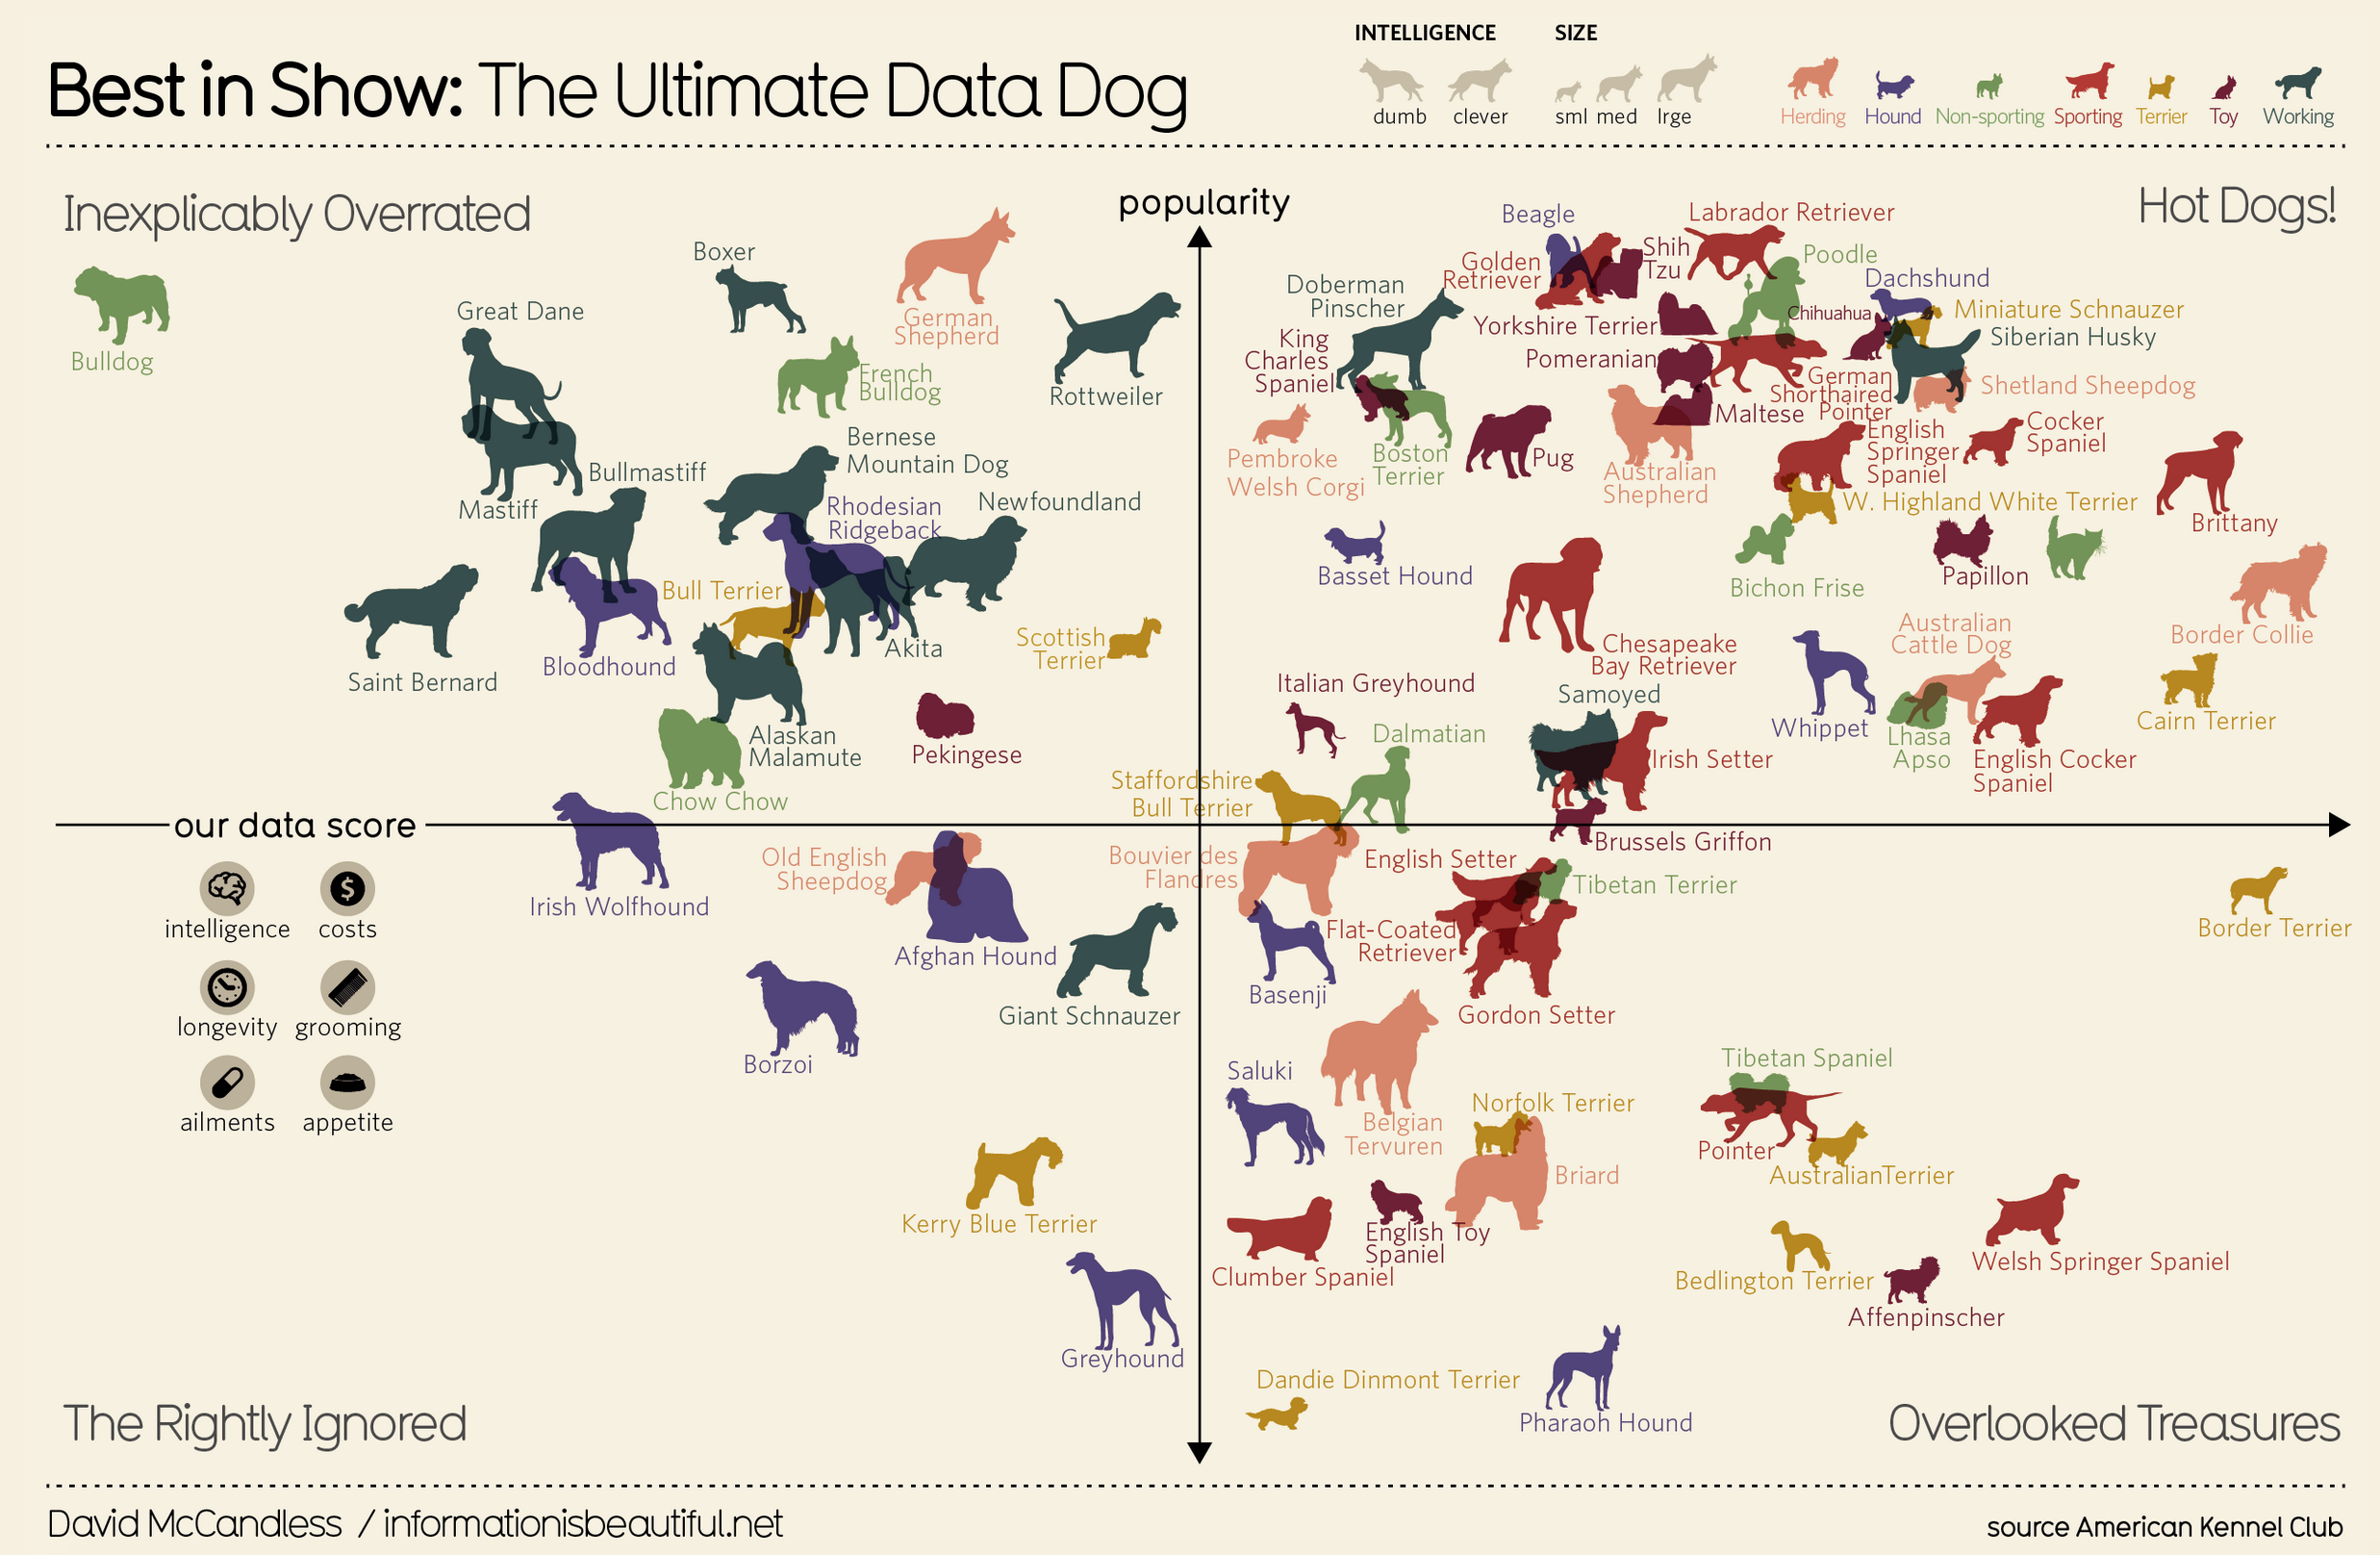 Best in Show: The Ultimate Data Dog
INTELLIGENCE
dumb clever
SIZE
sml med lrge
Herding Hound Non-sporting Sporting Terrier Toy Working
Inexplicably Overrated
popularity
Hot Dogs!
Bulldog
Great Dane
Boxer
German
Shepherd
Rottweiler
French
Bulldog
Mastiff
Bullmastiff
Bernese
Mountain Dog
Rhodesian
Ridgeback
Newfoundland
Saint Bernard
Bloodhound
Bull Terrier
Akita
Scottish
Terrier
Alaskan
Malamute
Pekingese
Chow Chow
Beagle
Golden
Retriever
Shih
Tzu
Labrador Retriever
Poodle
Dachshund
Doberman
Pinscher
Yorkshire Terrier
Chihuahua
Miniature Schnauzer
Siberian Husky
King
Charles
Spaniel
Pomeranian
German
Shorthaired
Pointer
Shetland Sheepdog
Maltese
Pembroke
Welsh Corgi
Boston
Terrier
Pug
Australian
Shepherd
English
Springer
Spaniel
Cocker
Spaniel
Brittany
W. Highland White Terrier
Basset Hound
Bichon Frise
Papillon
Border Collie
Chesapeake
Bay Retriever
Australian
Cattle Dog
Italian Greyhound
Samoyed
Whippet
Lhasa
Apso
English Cocker
Spaniel
Cairn Terrier
Dalmatian
Irish Setter
Staffordshire
Bull Terrier
Brussels Griffon
our data score
intelligence costs
longevity grooming
ailments appetite
Irish Wolfhound
Old English
Sheepdog
Afghan Hound
Giant Schnauzer
Borzoi
Kerry Blue Terrier
Greyhound
Bouvier des
Flandres
English Setter
Tibetan Terrier
Border Terrier
Flat-Coated
Retriever
Basenji
Gordon Setter
Saluki
Belgian
Tervuren
Norfolk Terrier
Briard
Tibetan Spaniel
Pointer
AustralianTerrier
English Toy
Spaniel
Clumber Spaniel
Bedlington Terrier
Welsh Springer Spaniel
Affenpinscher
Dandie Dinmont Terrier
Pharaoh Hound
The Rightly Ignored
Overlooked Treasures
David McCandless / informationisbeautiful.net
source American Kennel Club